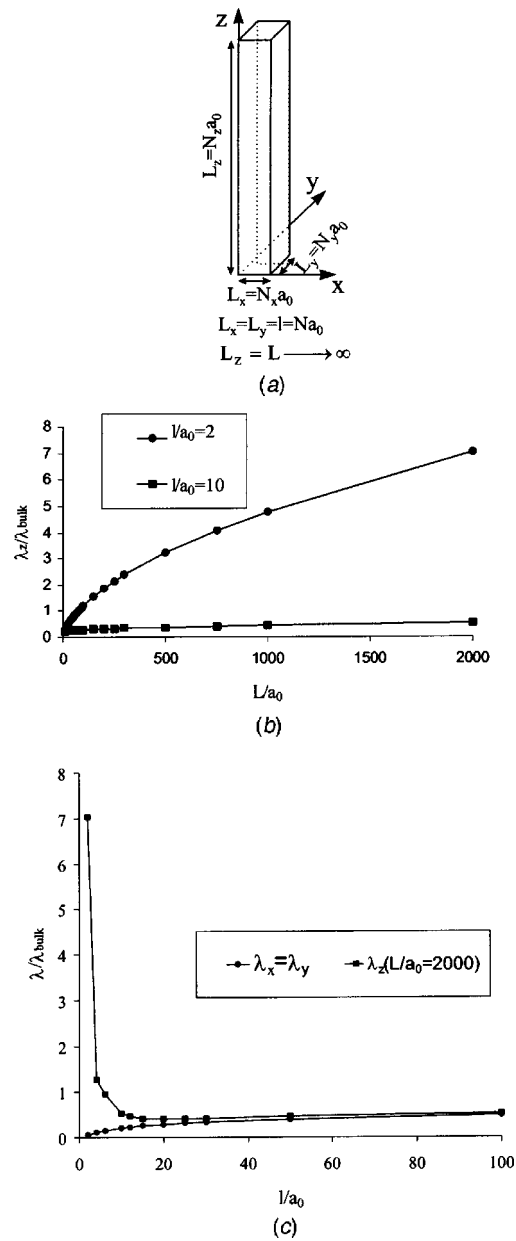 z
L_z=N_za_0
y
L_y=N_ya_0
x
L_x=N_xa_0
L_x=L_y=l=Na_0
L_z = L ⟶ ∞
(a)
l/a_0=2
l/a_0=10
λ_z/λ_bulk
8
7
6
5
4
3
2
1
0
0 500 1000 1500 2000
L/a_0
(b)
λ/λ_bulk
8
7
6
5
4
3
2
1
0
λ_x=λ_y λ_z(L/a_0=2000)
0 20 40 60 80 100
l/a_0
(c)